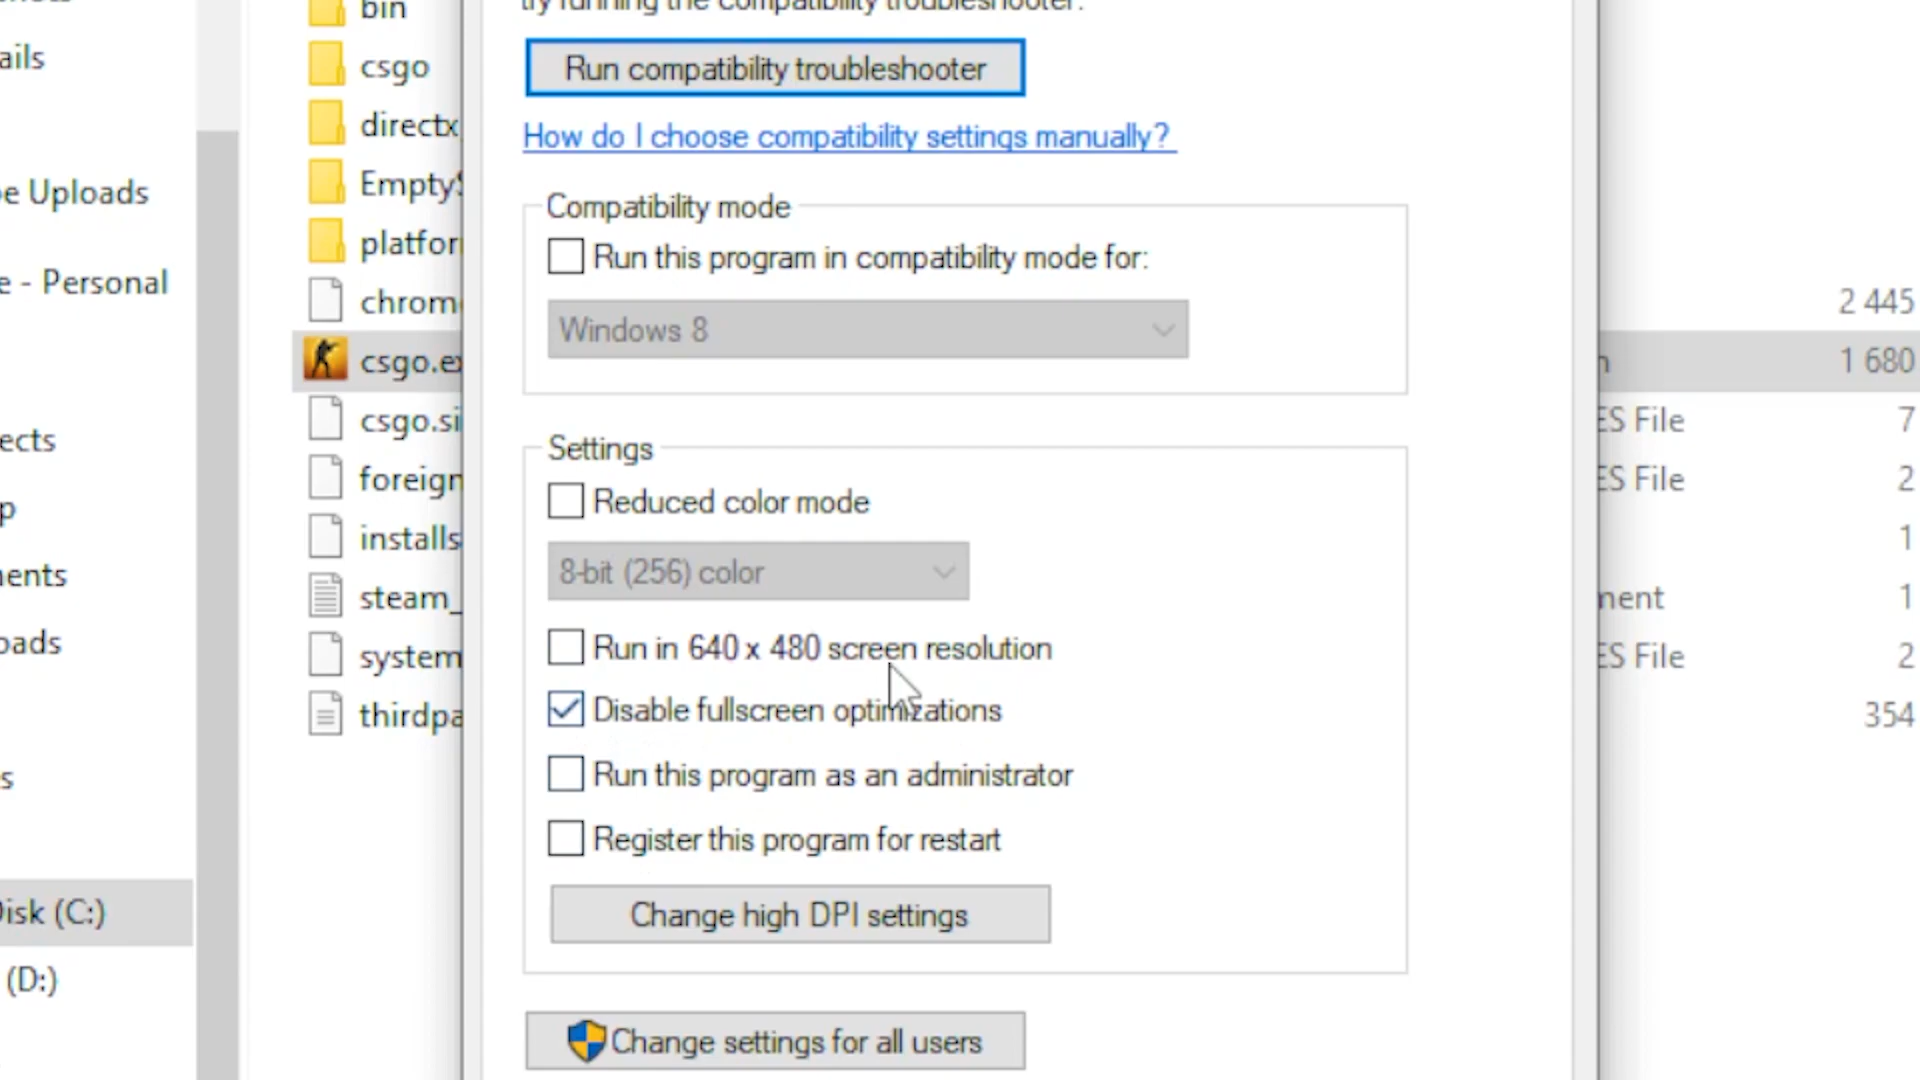 try running the compatibility troubleshooter.
Run compatibility troubleshooter
How do I choose compatibility settings manually?
Compatibility mode
Run this program in compatibility mode for:
Windows 8
Settings
Reduced color mode
8-bit (256) color
Run in 640 x 480 screen resolution
Disable fullscreen optimizations
Run this program as an administrator
Register this program for restart
Change high DPI settings
Change settings for all users
bin
csgo
directx
EmptyS
platfor
chrom
csgo.ex
csgo.si
foreign
installs
steam_
system
thirdpa
ails
e Uploads
e - Personal
ects
p
ents
oads
s
Disk (C:)
(D:)
2 445
1 680
ES File
7
ES File
2
1
ment
1
ES File
2
354